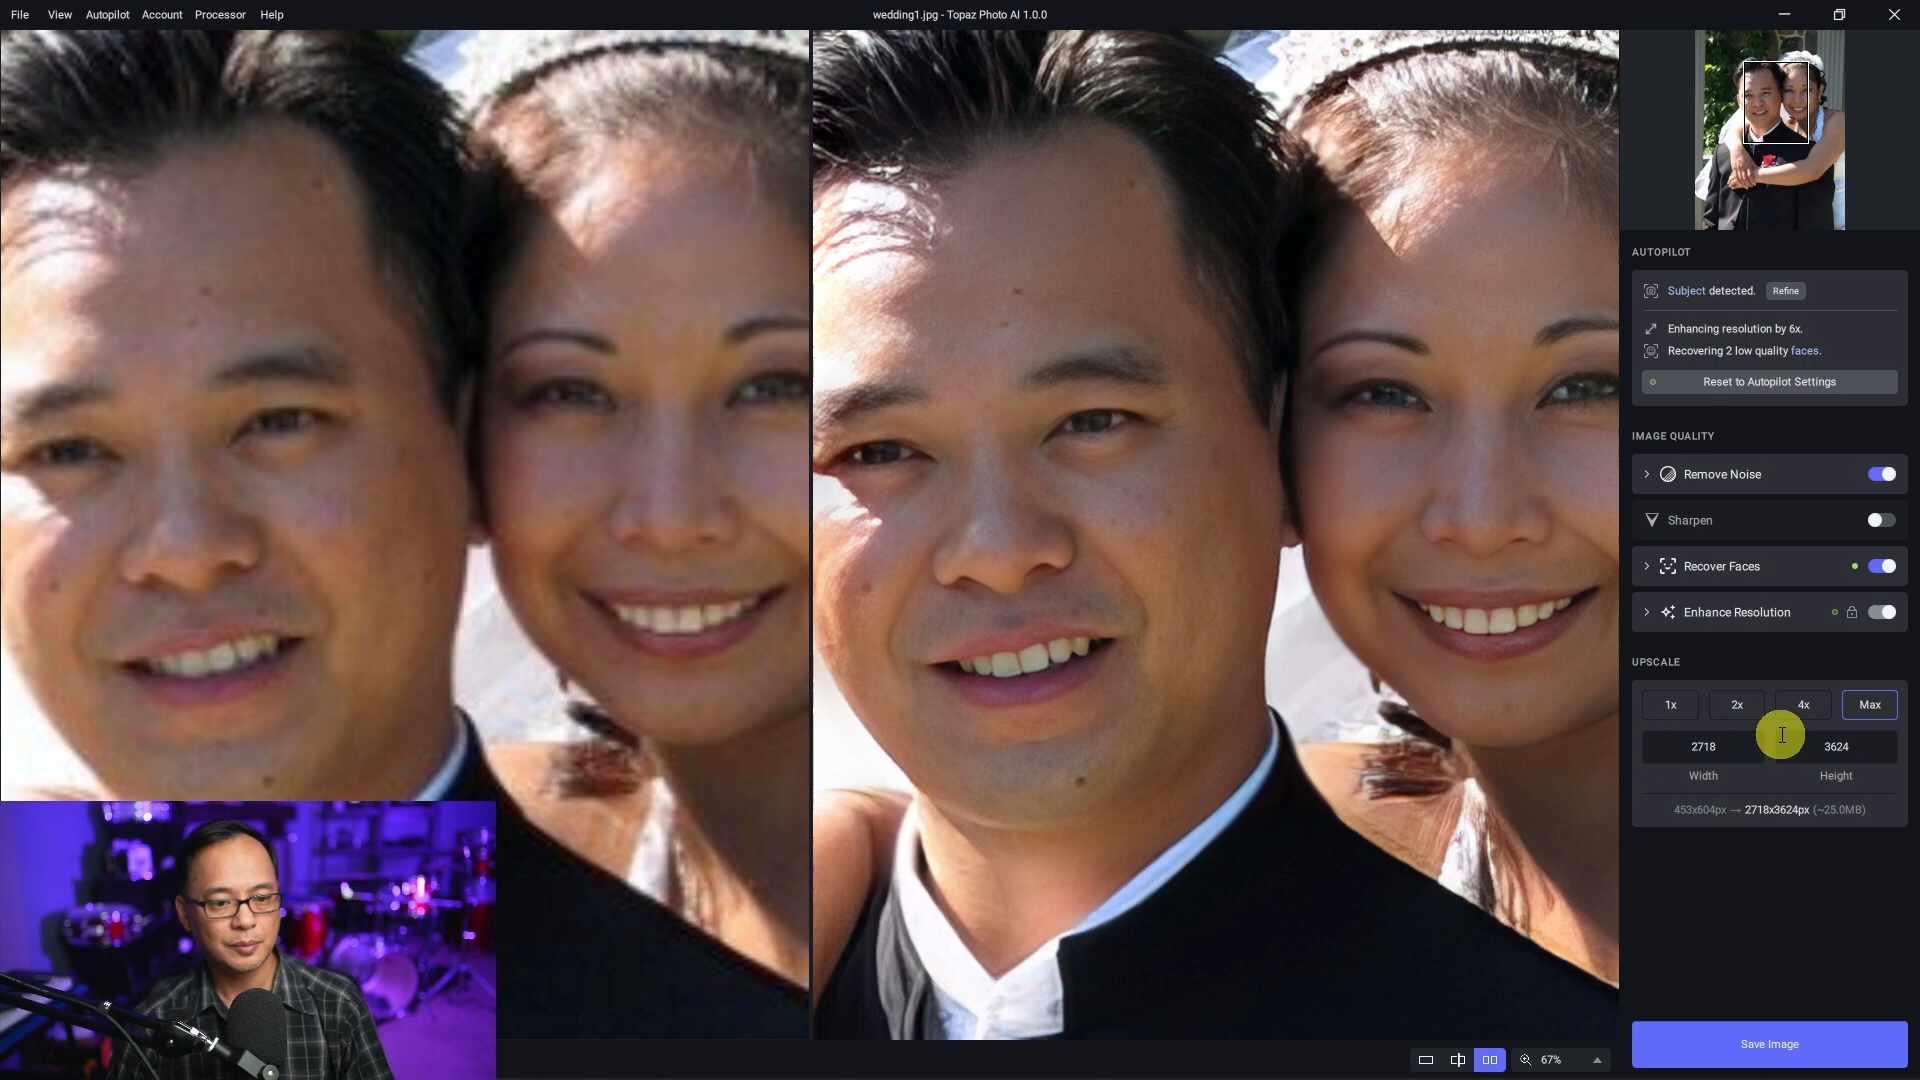 File View Autopilot Account Processor Help
wedding1.jpg - Topaz Photo AI 1.0.0
AUTOPILOT
Subject detected. Refine
Enhancing resolution by 6x.
Recovering 2 low quality faces.
Reset to Autopilot Settings
IMAGE QUALITY
Remove Noise
Sharpen
Recover Faces
Enhance Resolution
UPSCALE
1x 2x 4x Max
2718 3624
Width Height
453x604px → 2718x3624px (~25.0MB)
67%
Save Image